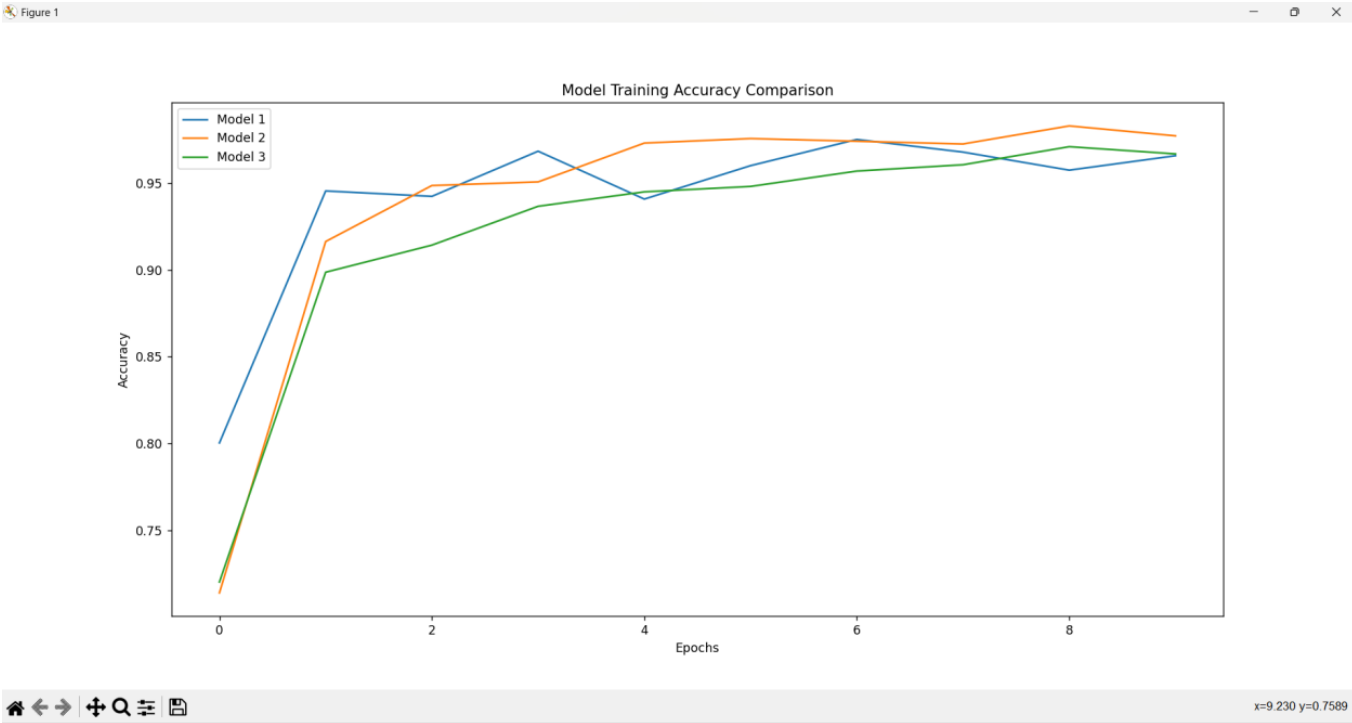 Figure 1
Model Training Accuracy Comparison
Model 1
Model 2
Model 3
0.95
0.90
0.85
0.80
0.75
Accuracy
0 2 4 6 8
Epochs
x=9.230 y=0.7589